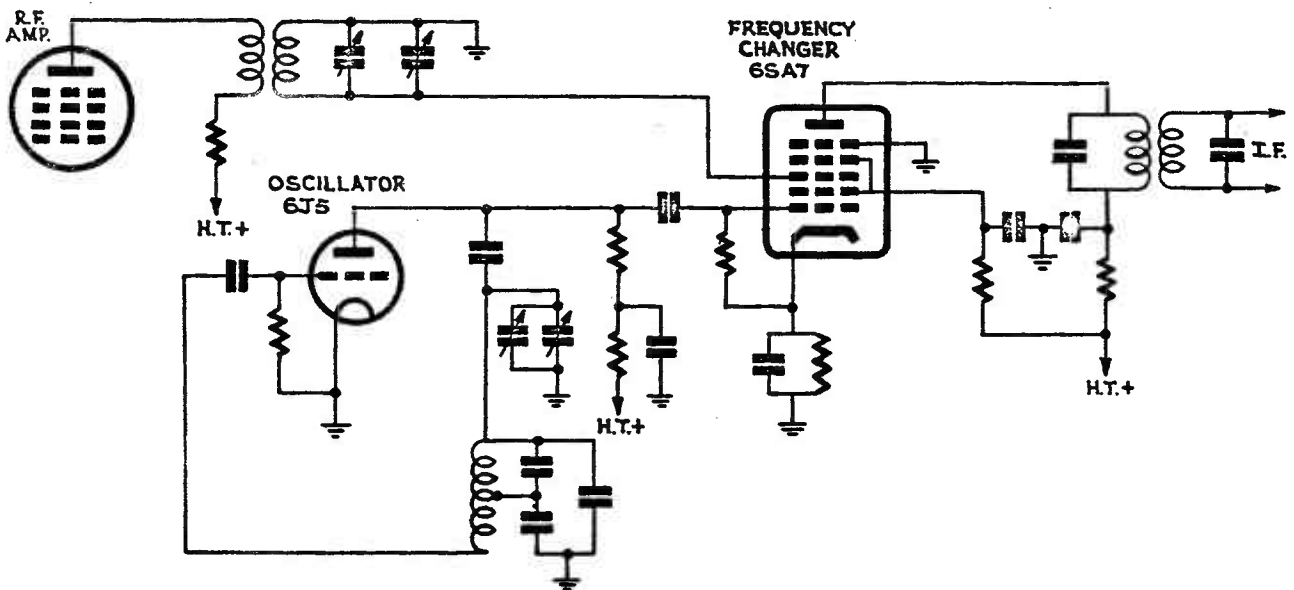 R.F.
AMP.
FREQUENCY
CHANGER
6SA7
I.F.
OSCILLATOR
6J5
H.T.+
H.T.+
H.T.+